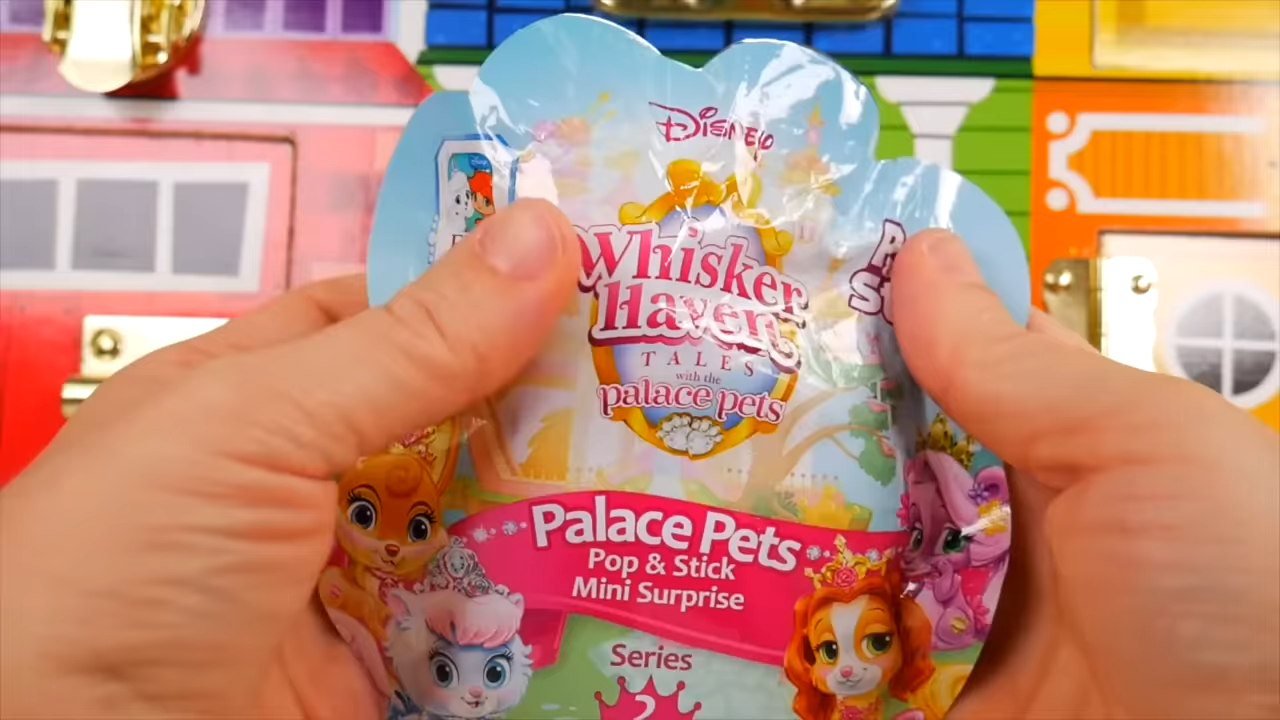 Disney
Whisker
Haven
TALES
with the
palace pets
Palace Pets
Pop & Stick
Mini Surprise
Series
2